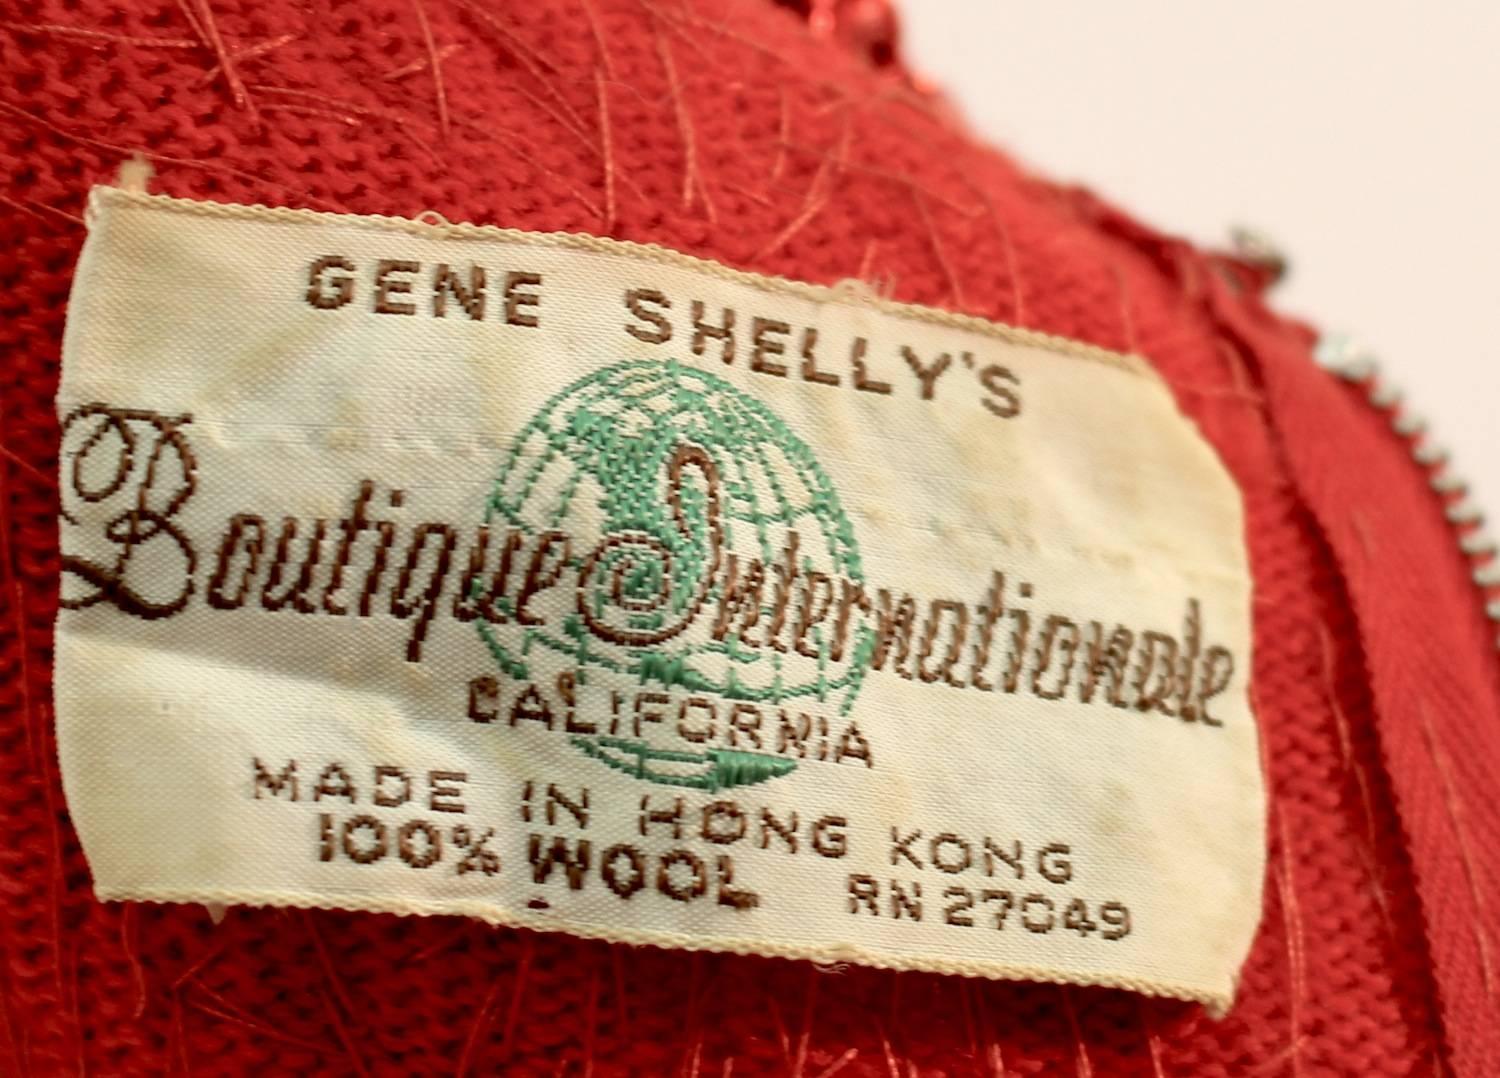 GENE SHELLY'S
Boutique Internationale
CALIFORNIA
MADE IN HONG KONG
100% WOOL RN 27049